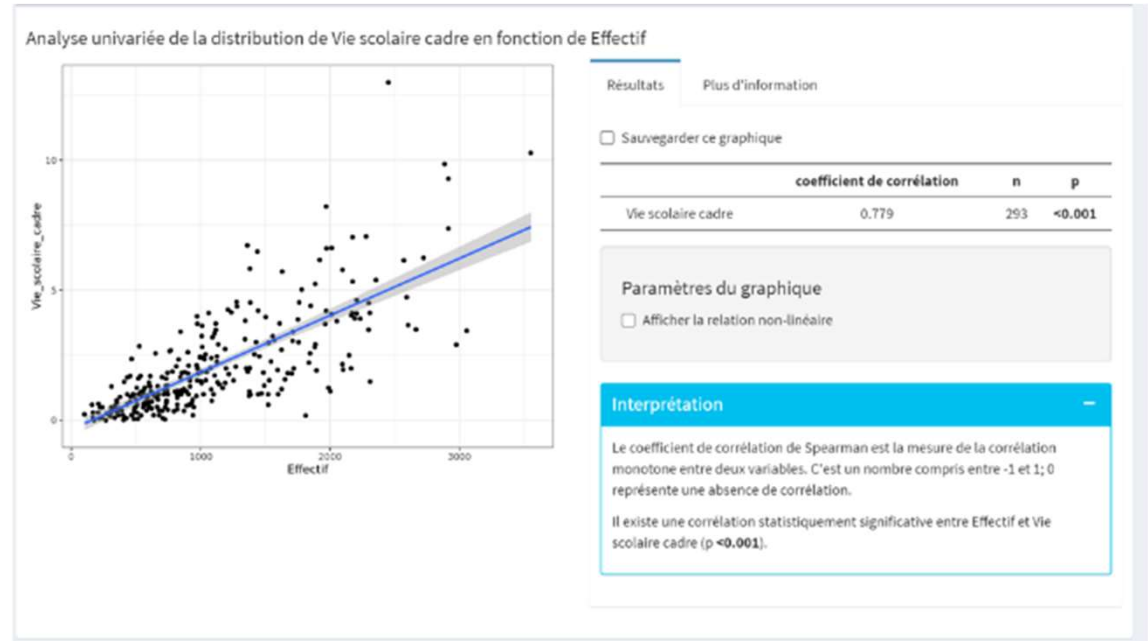 Analyse univariée de la distribution de Vie scolaire cadre en fonction de Effectif
Vie_scolaire_cadre
10
5
0
0 1000 2000 3000
Effectif
Résultats Plus d'information
Sauvegarder ce graphique
coefficient de corrélation n p
Vie scolaire cadre 0.779 293 <0.001
Paramètres du graphique
Afficher la relation non-linéaire
Interprétation
Le coefficient de corrélation de Spearman est la mesure de la corrélation
monotone entre deux variables. C'est un nombre compris entre -1 et 1; 0
représente une absence de corrélation.
Il existe une corrélation statistiquement significative entre Effectif et Vie
scolaire cadre (p <0.001).